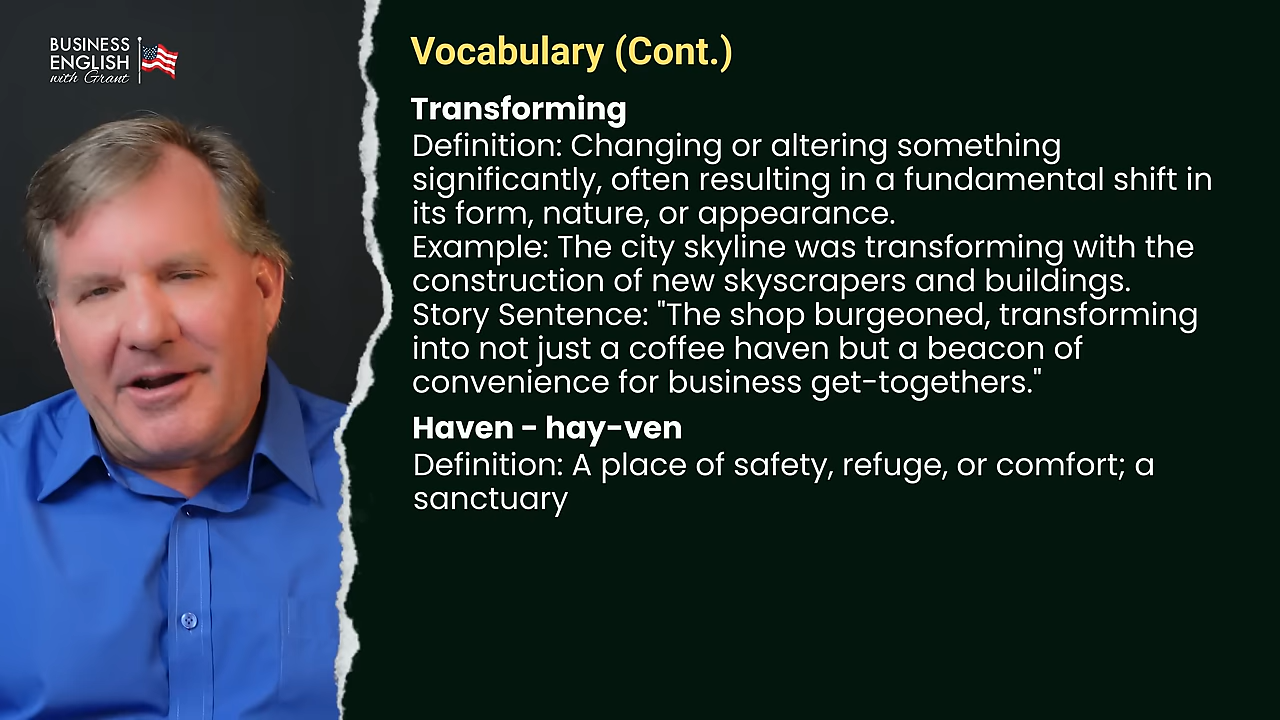 BUSINESS
ENGLISH
with Grant
Vocabulary (Cont.)
Transforming
Definition: Changing or altering something
significantly, often resulting in a fundamental shift in
its form, nature, or appearance.
Example: The city skyline was transforming with the
construction of new skyscrapers and buildings.
Story Sentence: "The shop burgeoned, transforming
into not just a coffee haven but a beacon of
convenience for business get-togethers."
Haven - hay-ven
Definition: A place of safety, refuge, or comfort; a
sanctuary